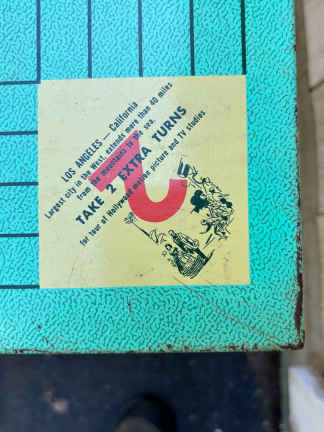 LOS ANGELES — California
Largest city in the West, extends more than 40 miles
from the mountains to the sea.
TAKE 2 EXTRA TURNS
for tour of Hollywood motion picture and TV studios